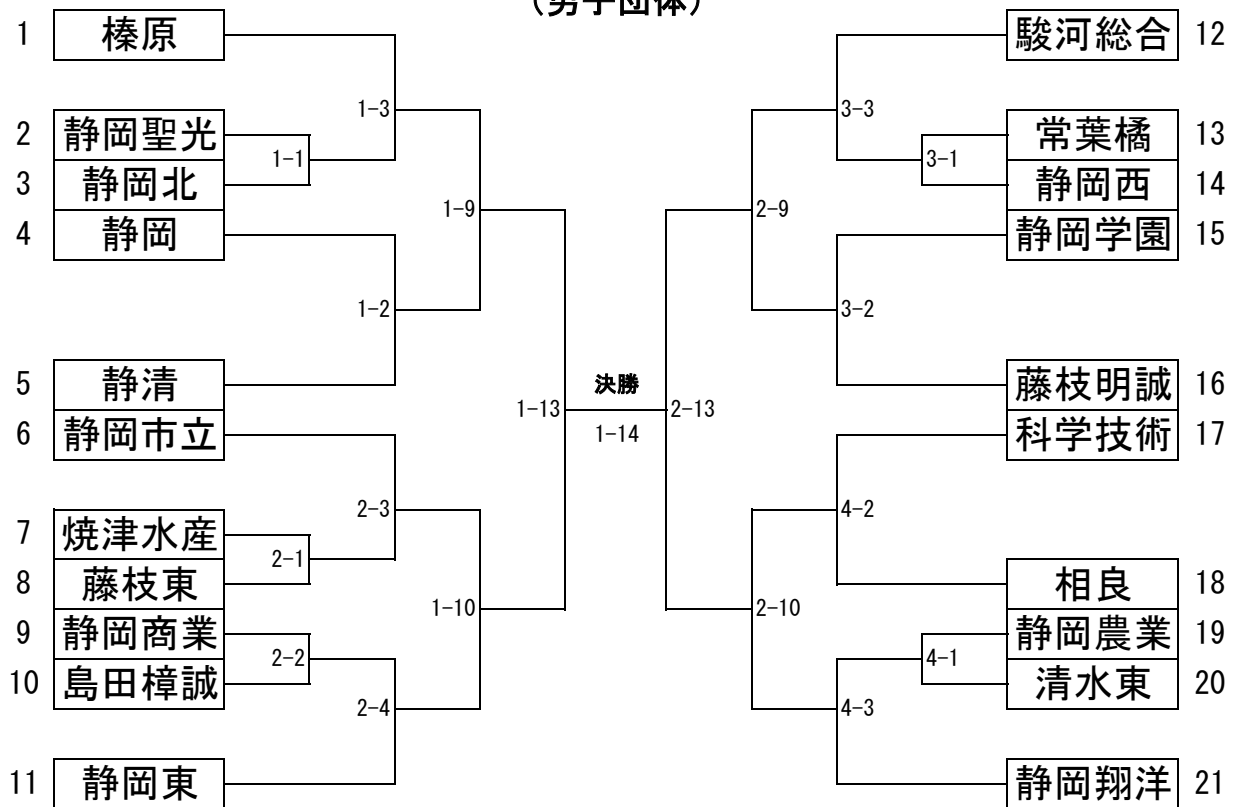 (男子団体)
1 榛原
2 静岡聖光
3 静岡北
4 静岡
5 静清
6 静岡市立
7 焼津水産
8 藤枝東
9 静岡商業
10 島田樟誠
11 静岡東
1-1
2-1
2-2
1-3
1-2
2-3
2-4
1-9
1-10
1-13
決勝
1-14
2-13
2-9
2-10
3-3
3-2
4-2
4-3
3-1
4-1
駿河総合 12
常葉橘 13
静岡西 14
静岡学園 15
藤枝明誠 16
科学技術 17
相良 18
静岡農業 19
清水東 20
静岡翔洋 21